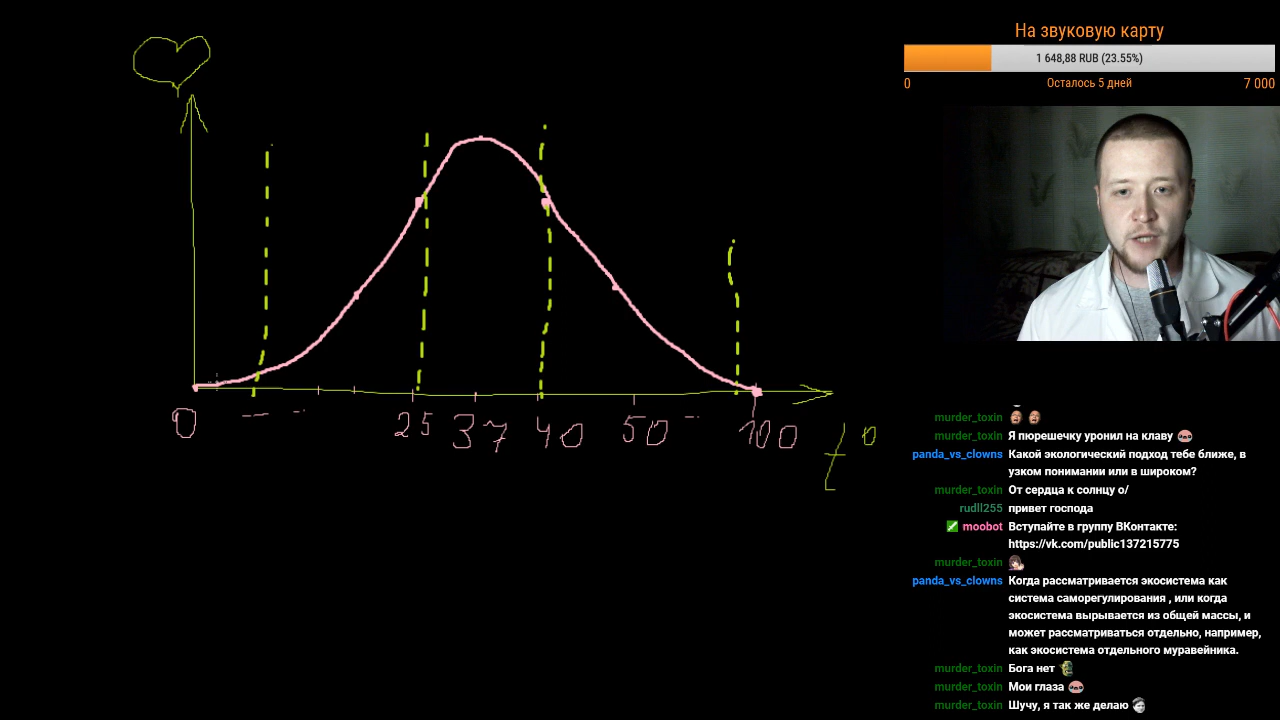 На звуковую карту
1 648,88 RUB (23.55%)
0
Осталось 5 дней
7 000
0
25
37
40
50
100
t°
murder_toxin
murder_toxin Я пюрешечку уронил на клаву
panda_vs_clowns Какой экологический подход тебе ближе, в
узком понимании или в широком?
murder_toxin От сердца к солнцу o/
rudll255 привет господа
moobot Вступайте в группу ВКонтакте:
https://vk.com/public137215775
murder_toxin
panda_vs_clowns Когда рассматривается экосистема как
система саморегулирования , или когда
экосистема вырывается из общей массы, и
может рассматриваться отдельно, например,
как экосистема отдельного муравейника.
murder_toxin Бога нет
murder_toxin Мои глаза
murder_toxin Шучу, я так же делаю